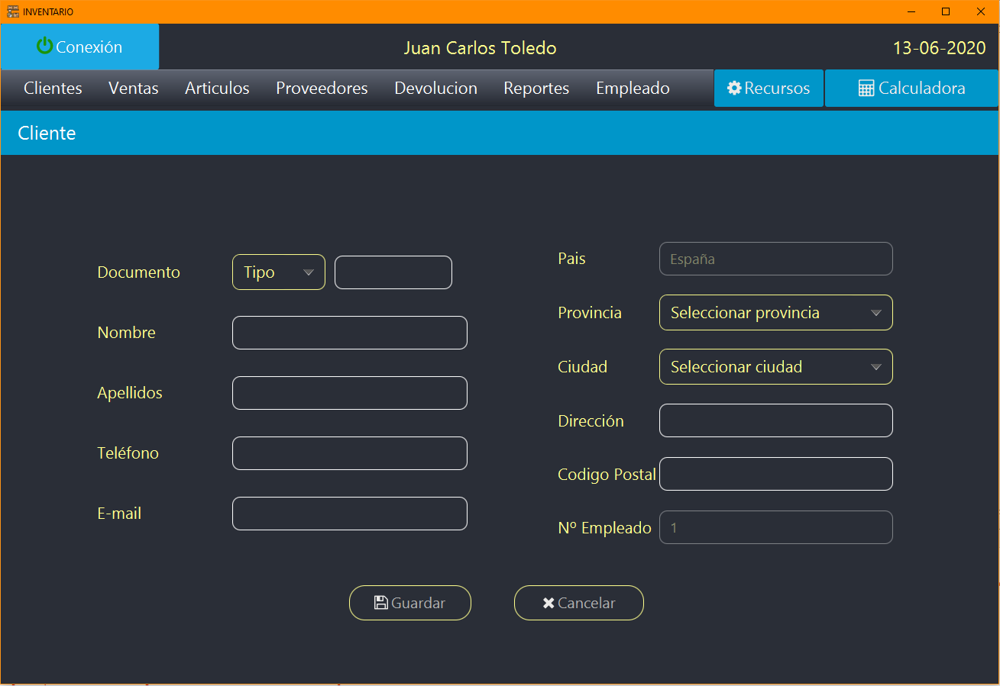 INVENTARIO
Conexión Juan Carlos Toledo 13-06-2020
Clientes Ventas Articulos Proveedores Devolucion Reportes Empleado Recursos Calculadora
Cliente
Documento Tipo
Nombre
Apellidos
Teléfono
E-mail
Pais España
Provincia Seleccionar provincia
Ciudad Seleccionar ciudad
Dirección
Codigo Postal
Nº Empleado 1
Guardar Cancelar